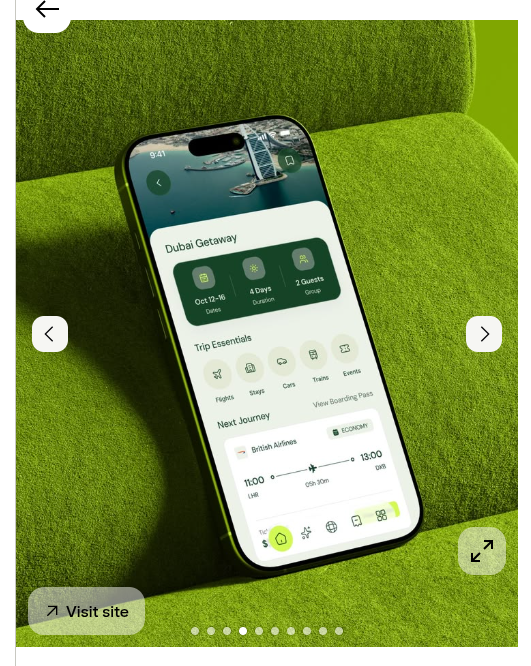 9:41
Dubai Getaway
Oct 12-16
Dates
4 Days
Duration
2 Guests
Group
Trip Essentials
Flights
Stays
Cars
Trains
Events
Next Journey
View Boarding Pass
British Airlines
ECONOMY
11:00
LHR
05h 30m
13:00
DXB
$
Visit site